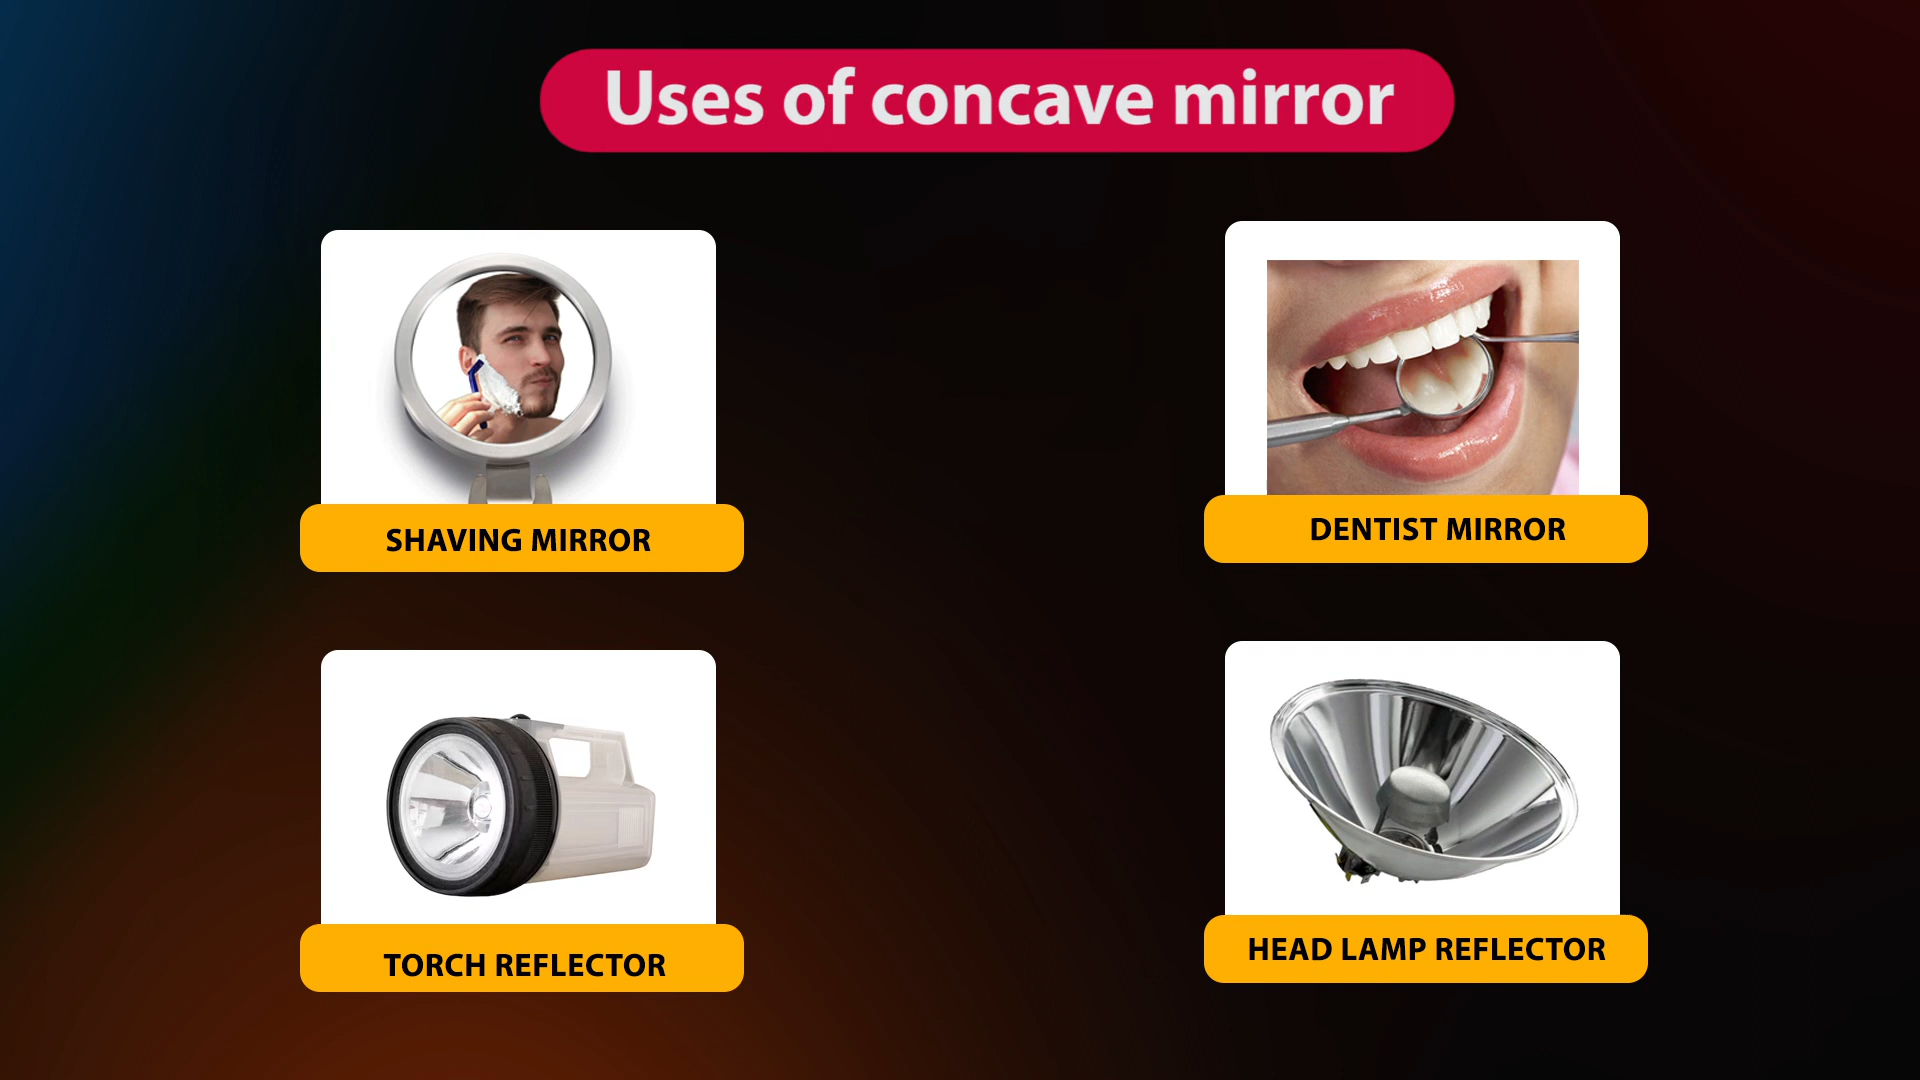 Uses of concave mirror
SHAVING MIRROR
DENTIST MIRROR
TORCH REFLECTOR
HEAD LAMP REFLECTOR